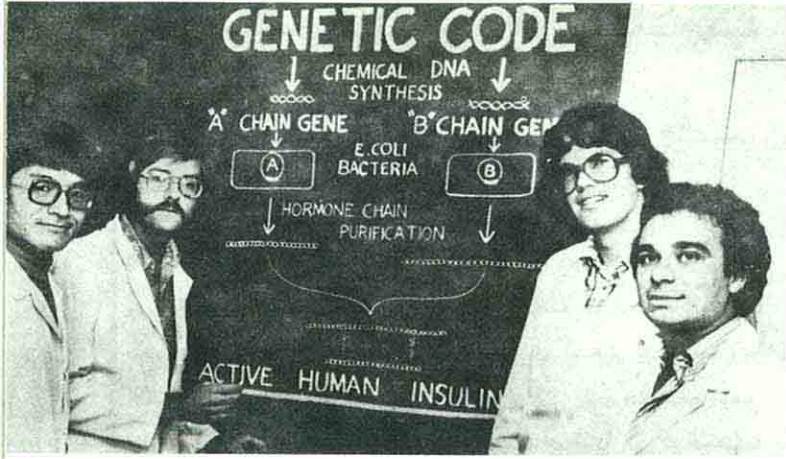 GENETIC CODE
CHEMICAL DNA
SYNTHESIS
"A" CHAIN GENE
"B" CHAIN GEN
E.COLI
BACTERIA
A
B
HORMONE CHAIN
PURIFICATION
ACTIVE HUMAN INSULIN